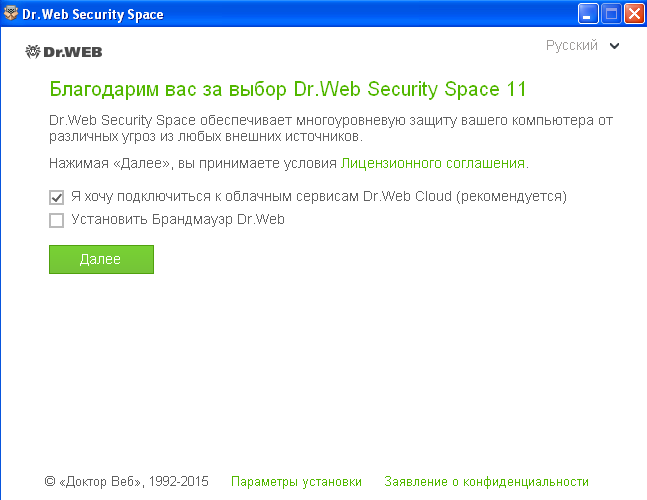 Dr.Web Security Space
Русский
Dr.WEB
Благодарим вас за выбор Dr.Web Security Space 11
Dr.Web Security Space обеспечивает многоуровневую защиту вашего компьютера от
различных угроз из любых внешних источников.
Нажимая «Далее», вы принимаете условия Лицензионного соглашения.
Я хочу подключиться к облачным сервисам Dr.Web Cloud (рекомендуется)
Установить Брандмауэр Dr.Web
Далее
© «Доктор Веб», 1992-2015 Параметры установки Заявление о конфиденциальности